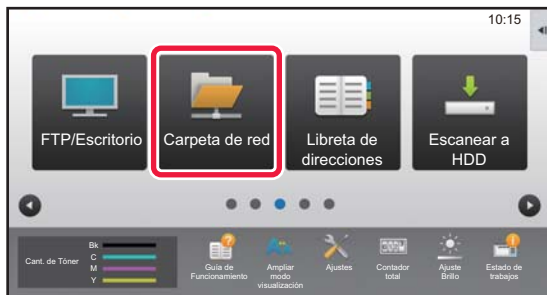 10:15
FTP/Escritorio
Carpeta de red
Libreta de
direcciones
Escanear a
HDD
Cant. de Tóner
Bk
C
M
Y
Guía de
Funcionamiento
Ampliar
modo
visualización
Ajustes
Contador
total
Ajuste
Brillo
Estado de
trabajos